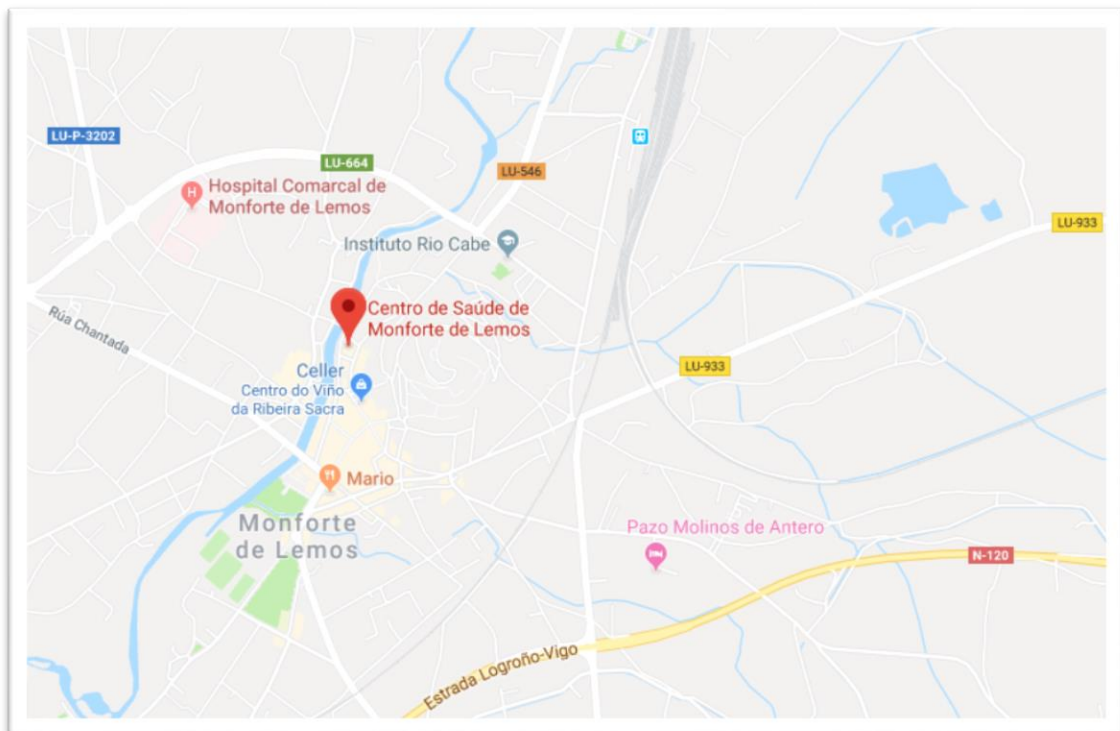 LU-P-3202
LU-664
LU-546
Hospital Comarcal de
Monforte de Lemos
LU-933
Instituto Rio Cabe
Rúa Chantada
Centro de Saúde de
Monforte de Lemos
LU-933
Celler
Centro do Viño
da Ribeira Sacra
Mario
Monforte
de Lemos
Pazo Molinos de Antero
N-120
Estrada Logroño-Vigo
H